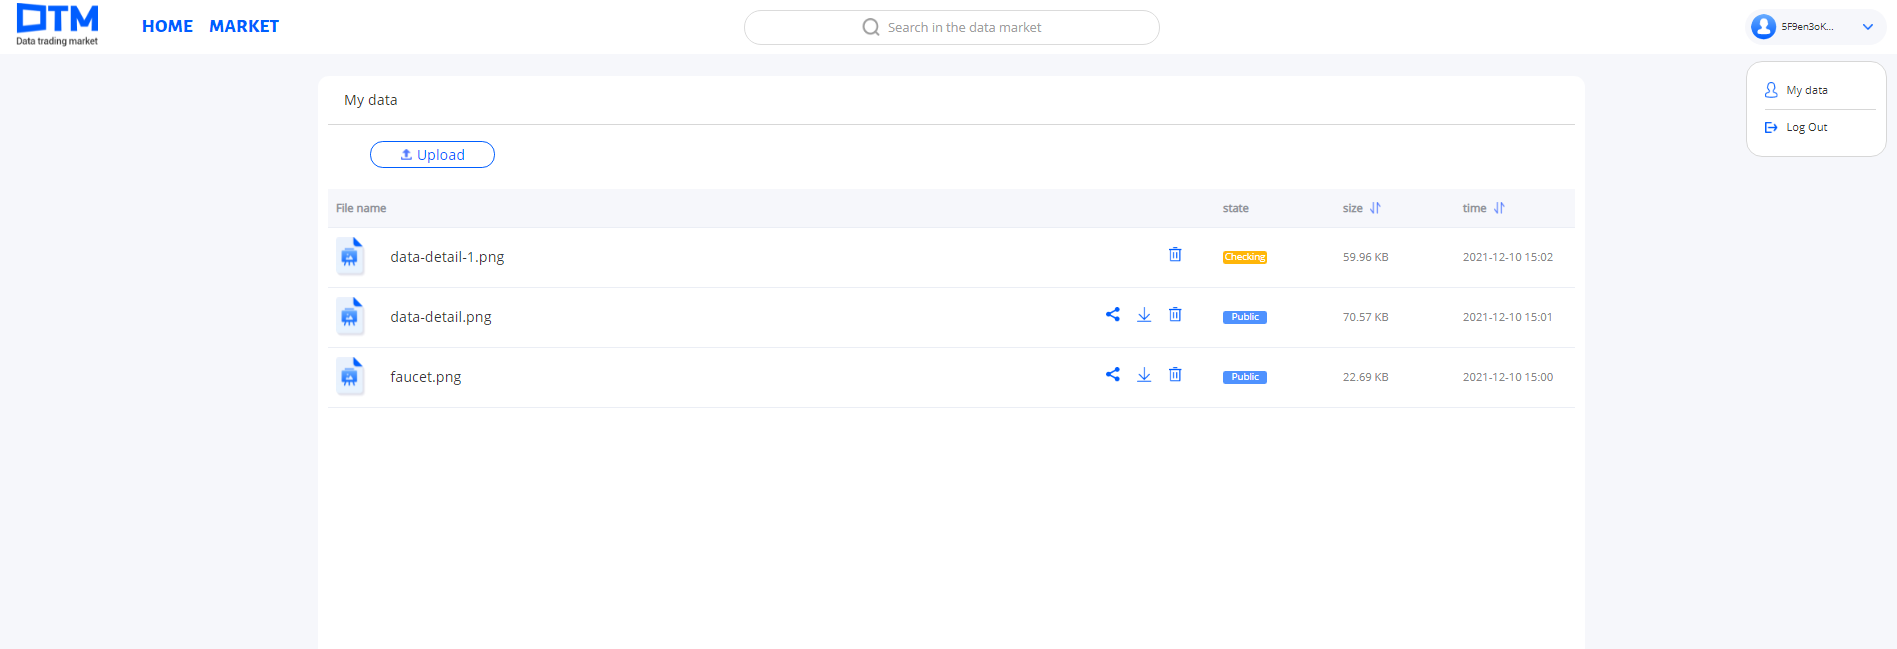 DTM
Data trading market
HOME MARKET
Search in the data market
5F9en3oK...
My data
Log Out
My data
Upload
File name state size time
data-detail-1.png Checking 59.96 KB 2021-12-10 15:02
data-detail.png Public 70.57 KB 2021-12-10 15:01
faucet.png Public 22.69 KB 2021-12-10 15:00